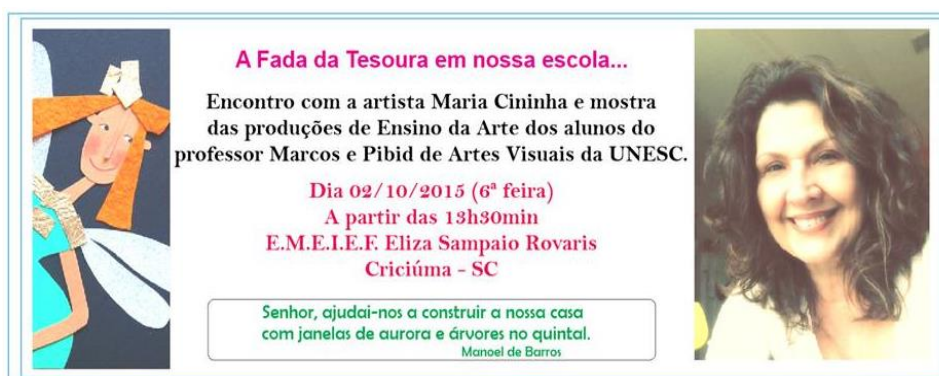 A Fada da Tesoura em nossa escola...
Encontro com a artista Maria Cininha e mostra
das produções de Ensino da Arte dos alunos do
professor Marcos e Pibid de Artes Visuais da UNESC.
Dia 02/10/2015 (6ª feira)
A partir das 13h30min
E.M.E.I.E.F. Eliza Sampaio Rovaris
Criciúma - SC
Senhor, ajudai-nos a construir a nossa casa
com janelas de aurora e árvores no quintal.
Manoel de Barros